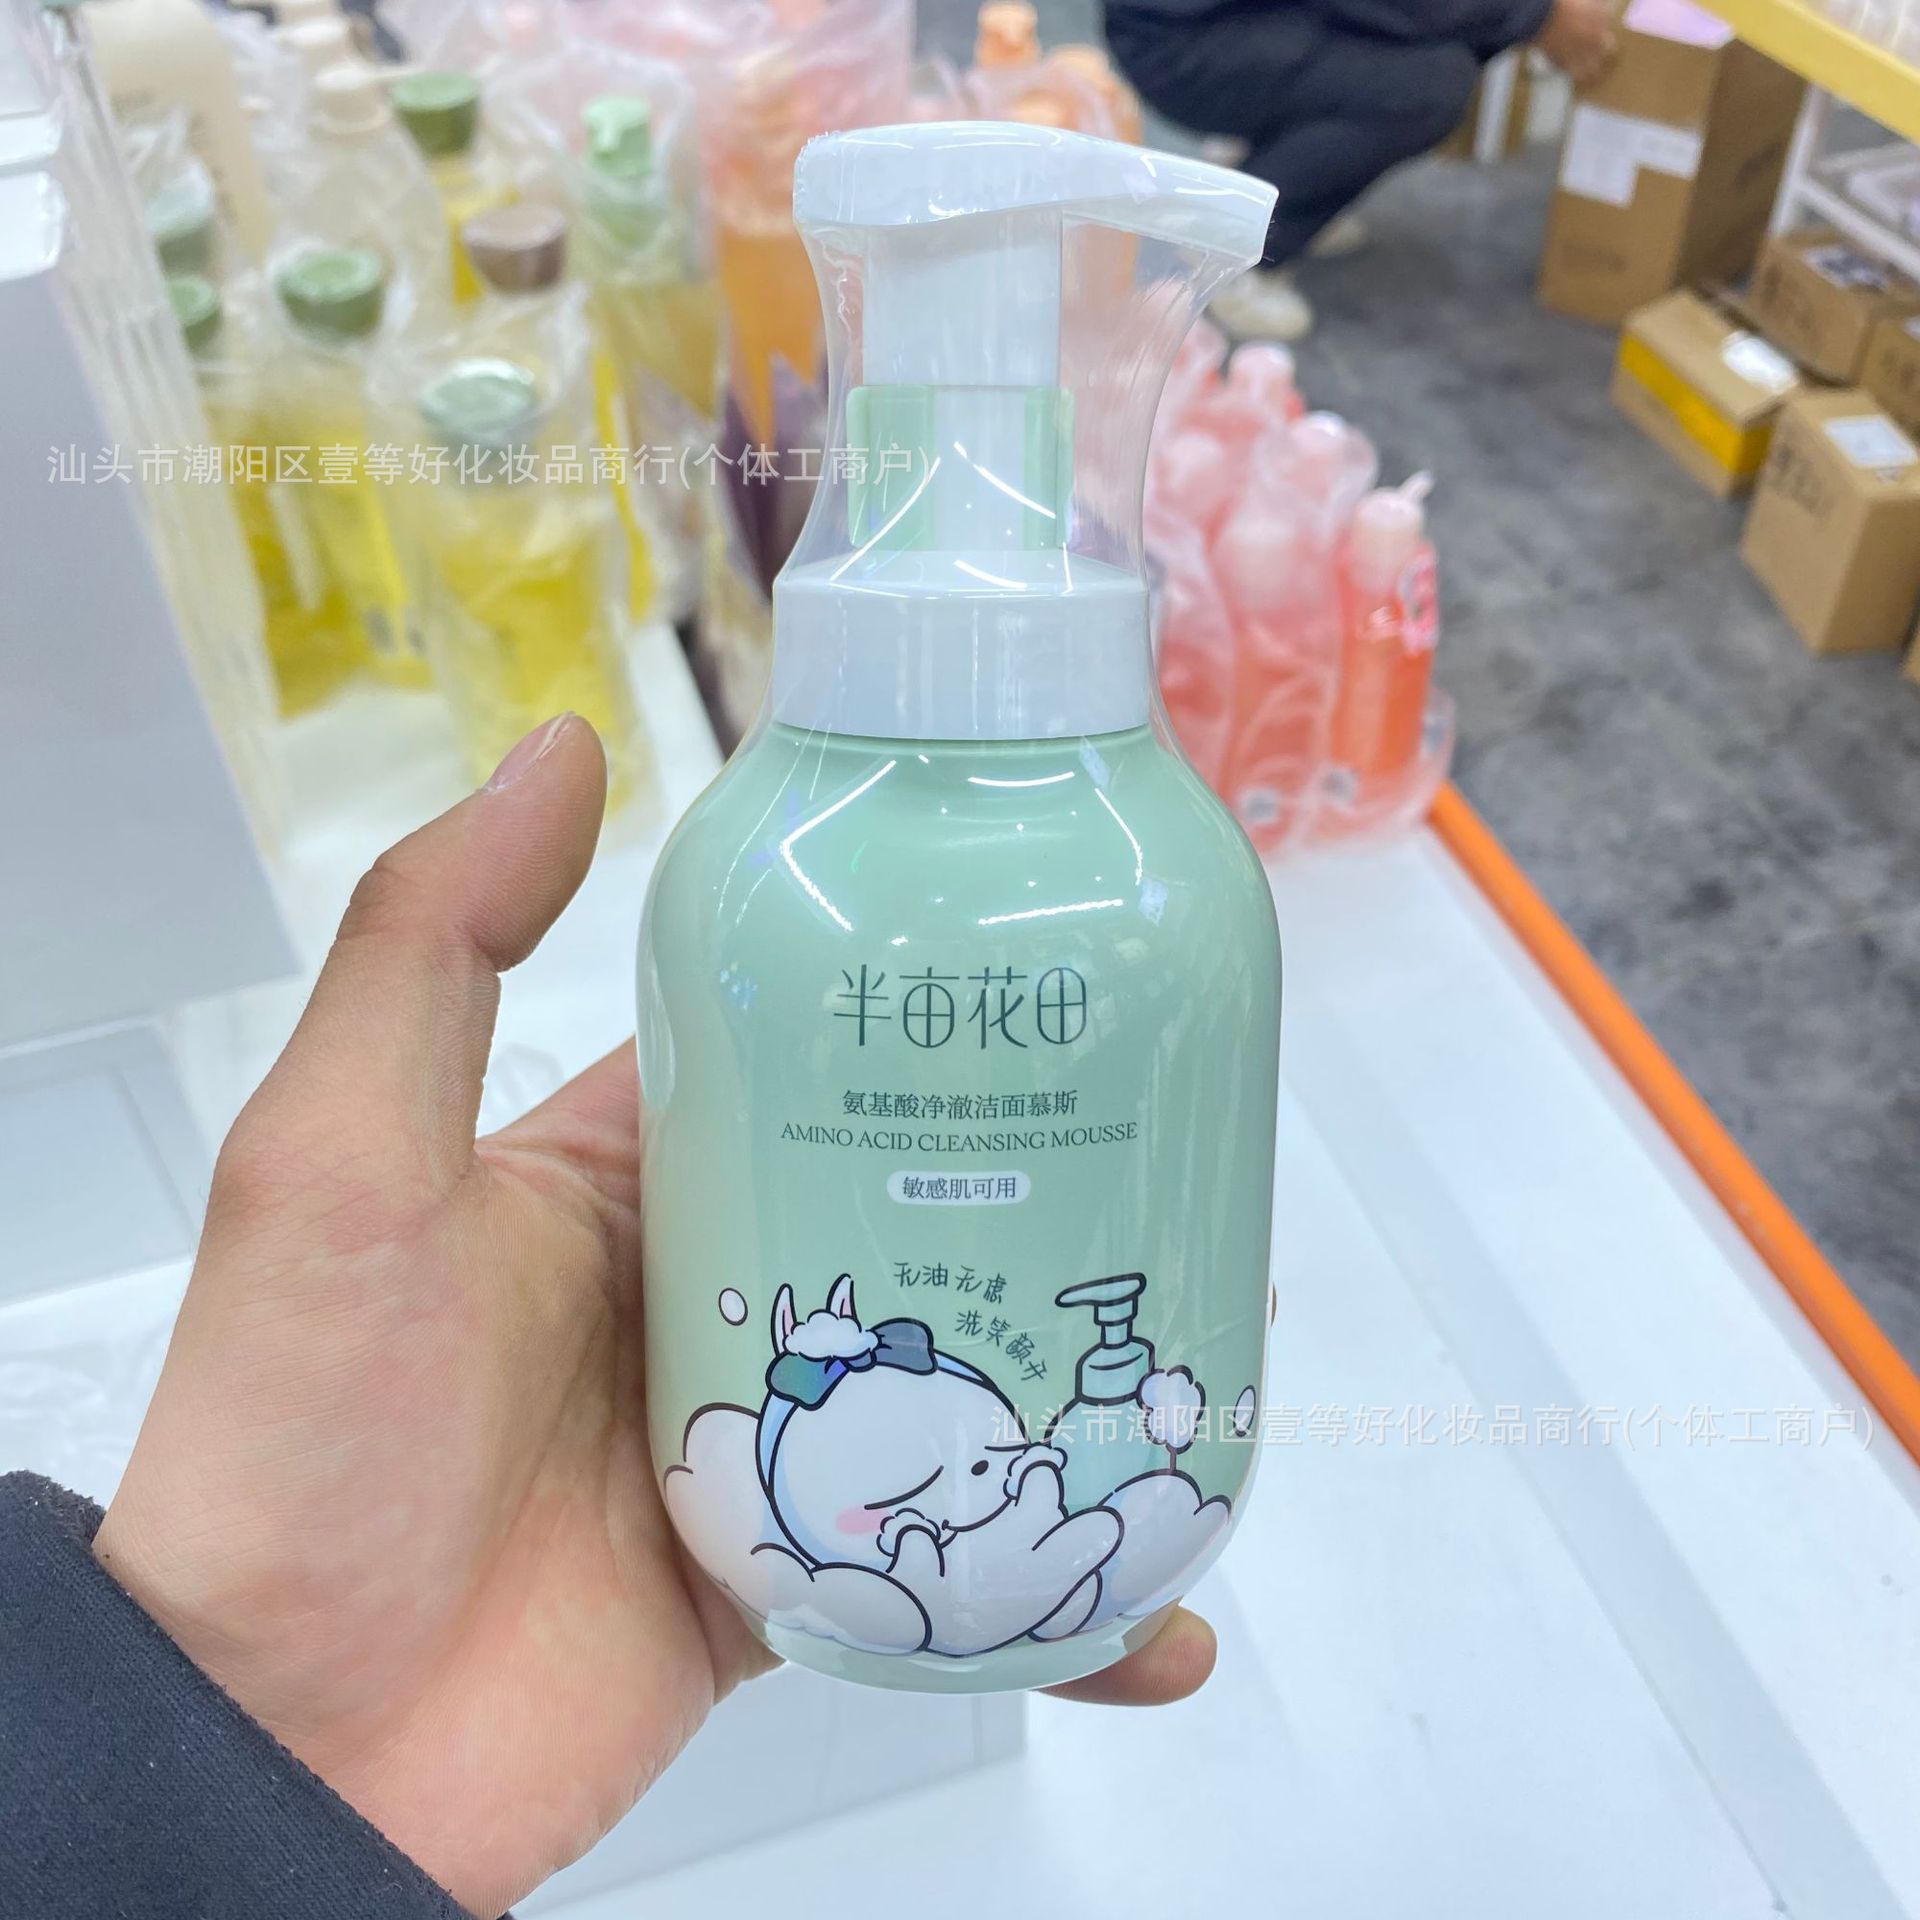 汕头市潮阳区壹等好化妆品商行(个体工商户)
半亩花田
氨基酸净澈洁面慕斯
AMINO ACID CLEANSING MOUSSE
敏感肌可用
无油无虑
洗笑颜开
汕头市潮阳区壹等好化妆品商行(个体工商户)